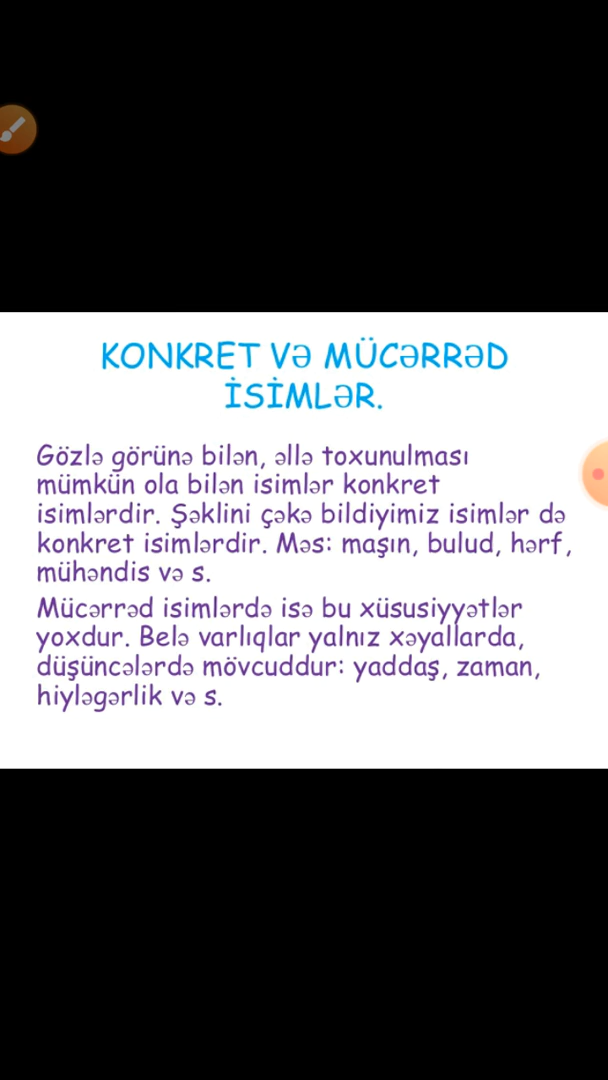 KONKRET VƏ MÜCƏRRƏD
İSİMLƏR.
Gözlə görünə bilən, əllə toxunulması
mümkün ola bilən isimlər konkret
isimlərdir. Şəklini çəkə bildiyimiz isimlər də
konkret isimlərdir. Məs: maşın, bulud, hərf,
mühəndis və s.
Mücərrəd isimlərdə isə bu xüsusiyyətlər
yoxdur. Belə varlıqlar yalnız xəyallarda,
düşüncələrdə mövcuddur: yaddaş, zaman,
hiyləgərlik və s.